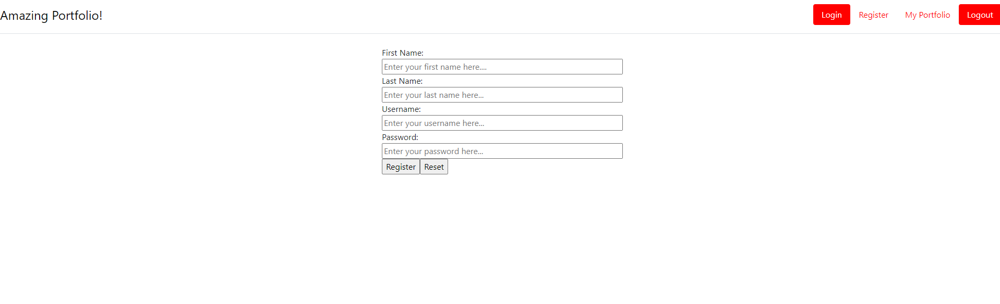 Amazing Portfolio! Login Register My Portfolio Logout
First Name:
Enter your first name here....
Last Name:
Enter your last name here...
Username:
Enter your username here...
Password:
Enter your password here...
Register Reset